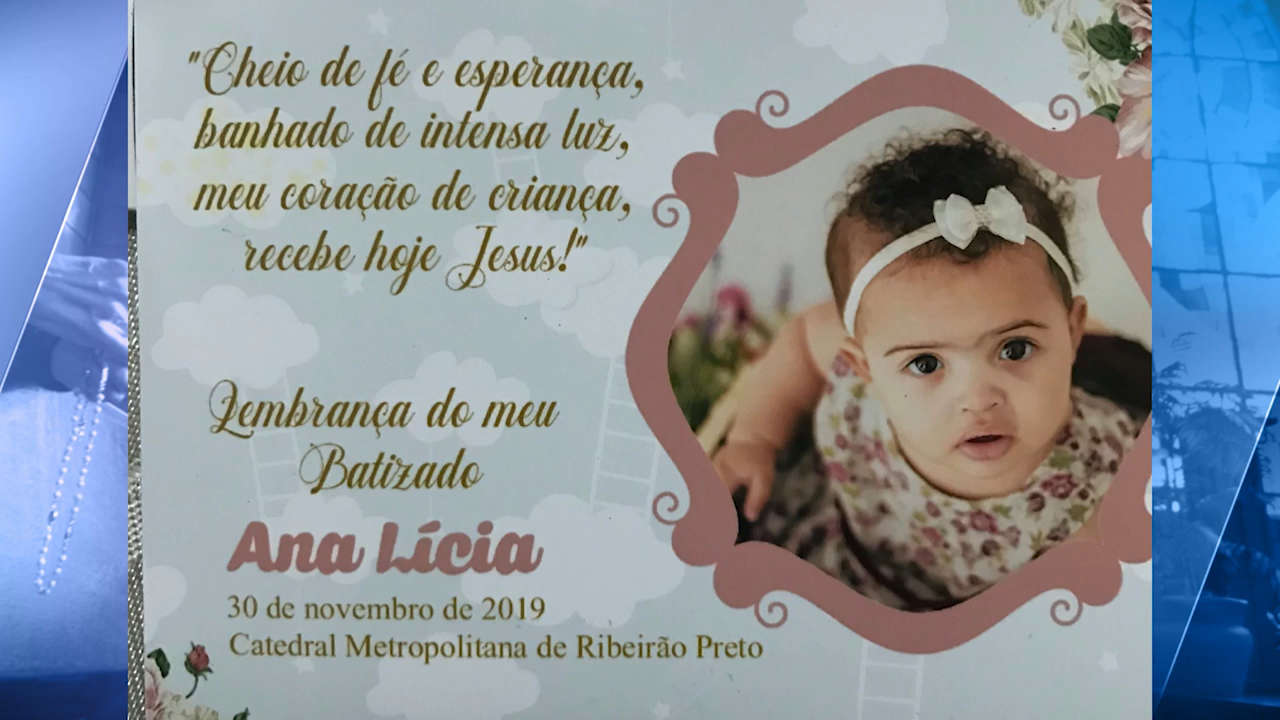 "Cheio de fé e esperança,
banhado de intensa luz,
meu coração de criança,
recebe hoje Jesus!"
Lembrança do meu
Batizado
Ana Lícia
30 de novembro de 2019
Catedral Metropolitana de Ribeirão Preto